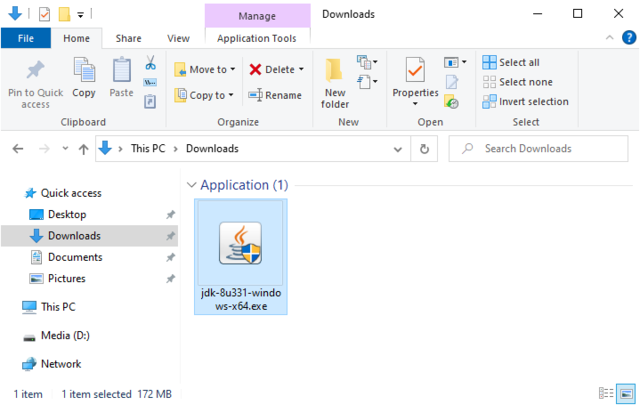 Manage
Downloads
File
Home
Share
View
Application Tools
Pin to Quick
access
Copy
Paste
Move to
Copy to
Delete
Rename
New
folder
Properties
Select all
Select none
Invert selection
Clipboard
Organize
New
Open
Select
This PC
Downloads
Search Downloads
Quick access
Desktop
Downloads
Documents
Pictures
This PC
Media (D:)
Network
Application (1)
jdk-8u331-windo
ws-x64.exe
1 item
1 item selected 172 MB